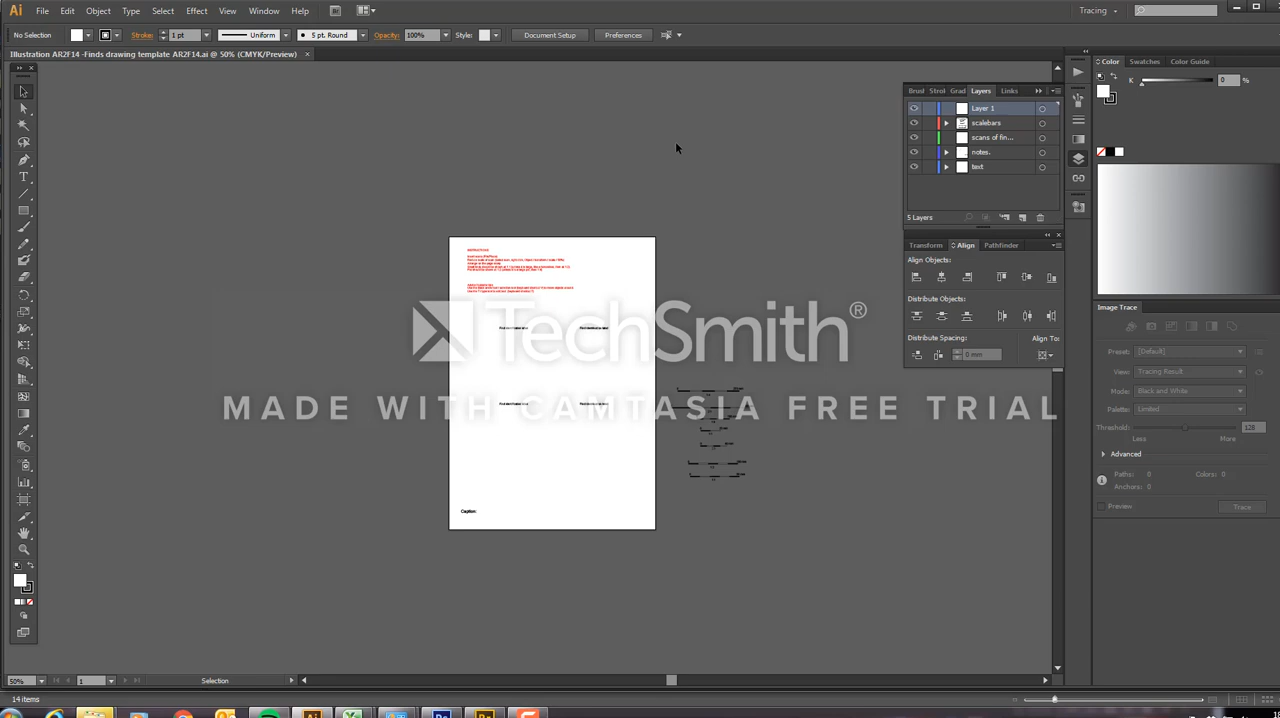 Ai File Edit Object Type Select Effect View Window Help Br Tracing
No Selection Stroke: 1 pt Uniform 5 pt. Round Opacity: 100% Style: Document Setup Preferences
Illustration AR2F14 -Finds drawing template AR2F14.ai @ 50% (CMYK/Preview) ×
Brus Strol Grad Layers Links
Layer 1
scalebars
scans of fin...
notes.
text
5 Layers
Transform Align Pathfinder
Align Objects:
Distribute Objects:
Distribute Spacing: Align To:
0 mm
Color Swatches Color Guide
K 0 %
Image Trace
Preset: [Default]
View: Tracing Result
Mode: Black and White
Palette: Limited
Threshold: 128
Less More
Advanced
Paths: 0 Colors: 0
Anchors: 0
Preview Trace
Caption:
TechSmith®
MADE WITH CAMTASIA FREE TRIAL
50% 1 Selection
14 items